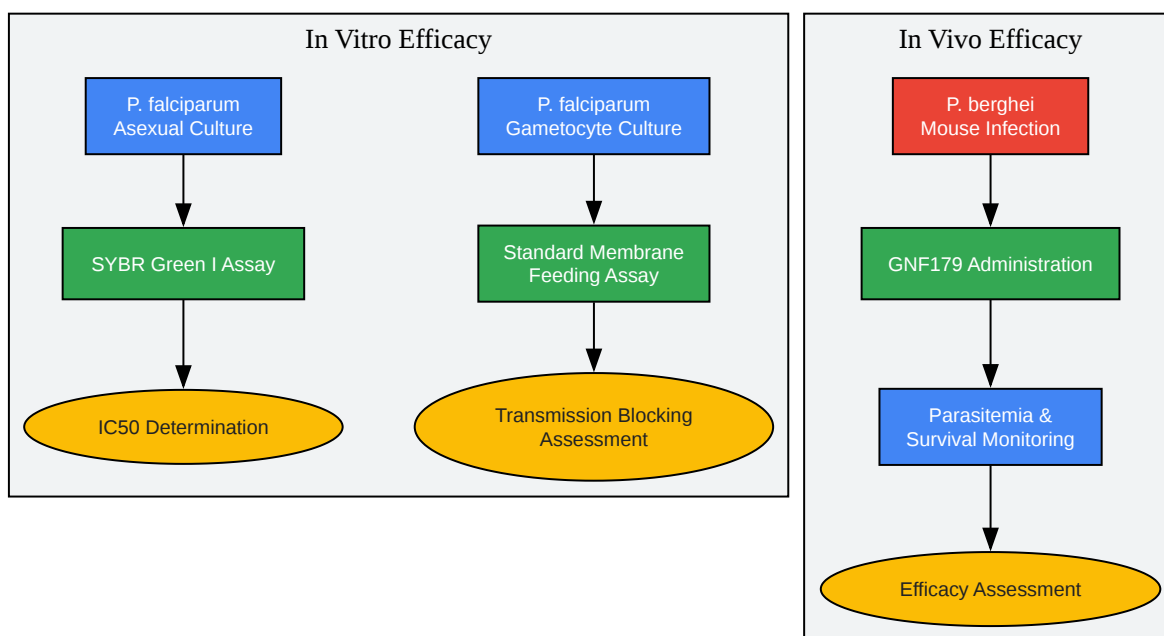 In Vitro Efficacy
P. falciparum
Asexual Culture
P. falciparum
Gametocyte Culture
SYBR Green I Assay
Standard Membrane
Feeding Assay
IC50 Determination
Transmission Blocking
Assessment
In Vivo Efficacy
P. berghei
Mouse Infection
GNF179 Administration
Parasitemia &
Survival Monitoring
Efficacy Assessment